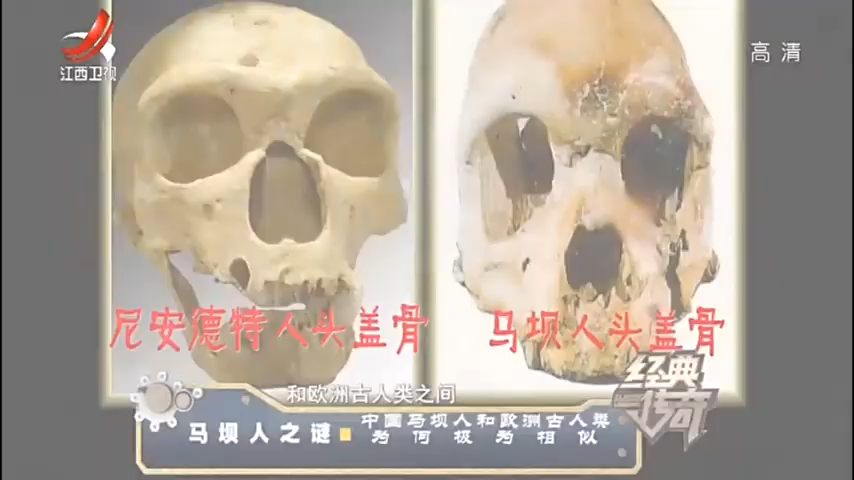 江西卫视
高清
尼安德特人头盖骨
马坝人头盖骨
经典
传奇
和欧洲古人类之间
马坝人之谜
中国马坝人和欧洲古人类
为何极为相似